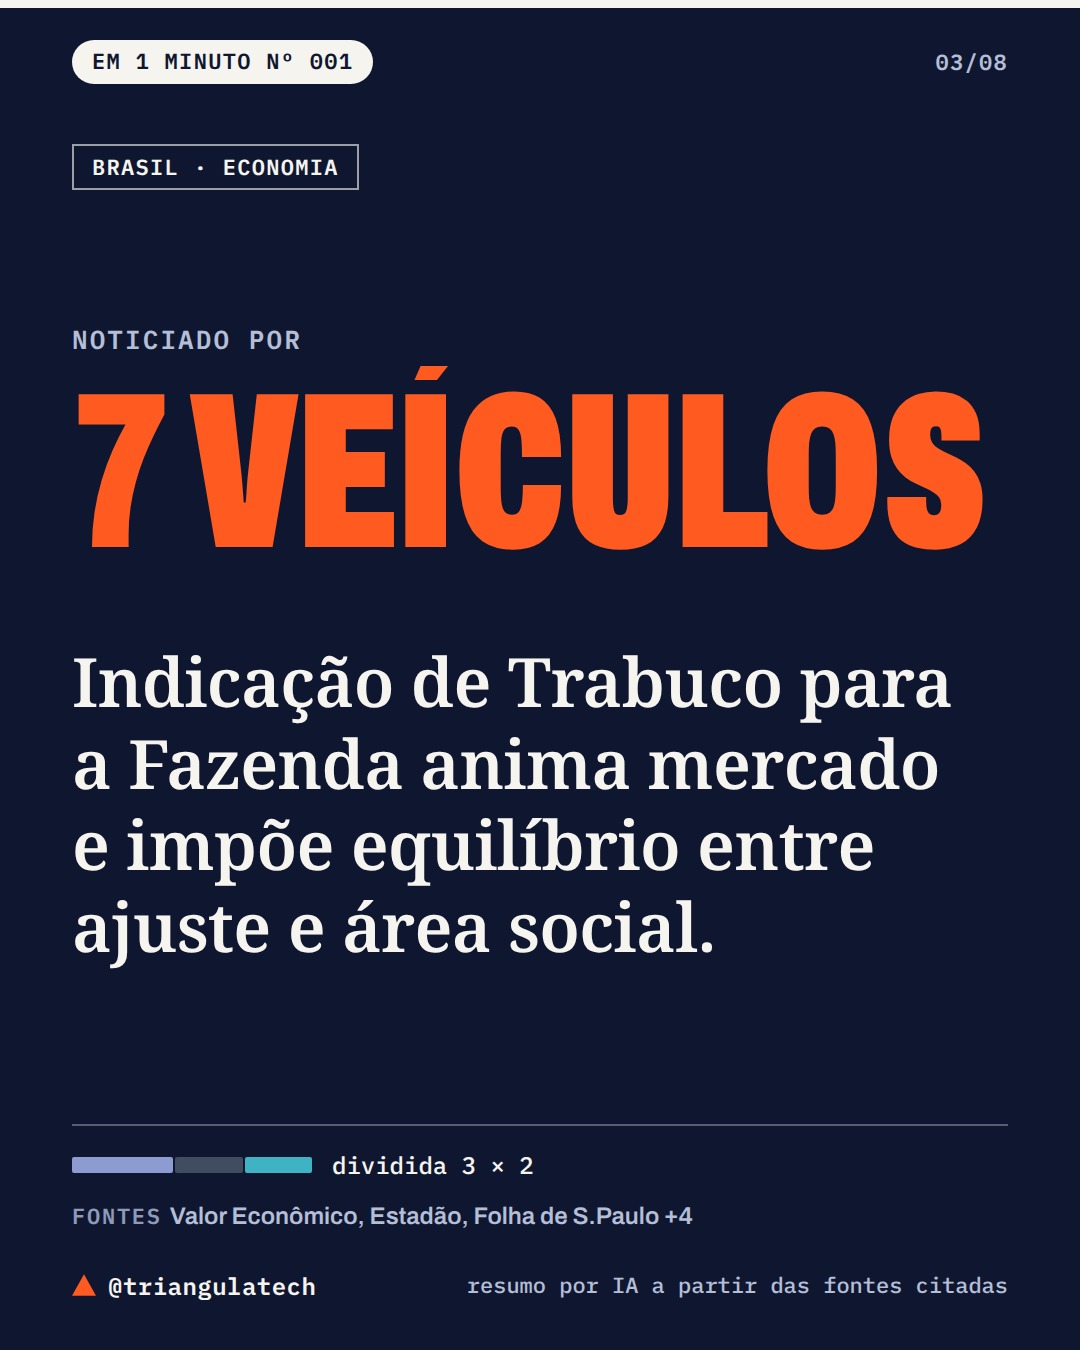 EM 1 MINUTO Nº 001
03/08
BRASIL · ECONOMIA
NOTICIADO POR
7 VEÍCULOS
Indicação de Trabuco para
a Fazenda anima mercado
e impõe equilíbrio entre
ajuste e área social.
dividida 3 × 2
FONTES Valor Econômico, Estadão, Folha de S.Paulo +4
@triangulatech
resumo por IA a partir das fontes citadas